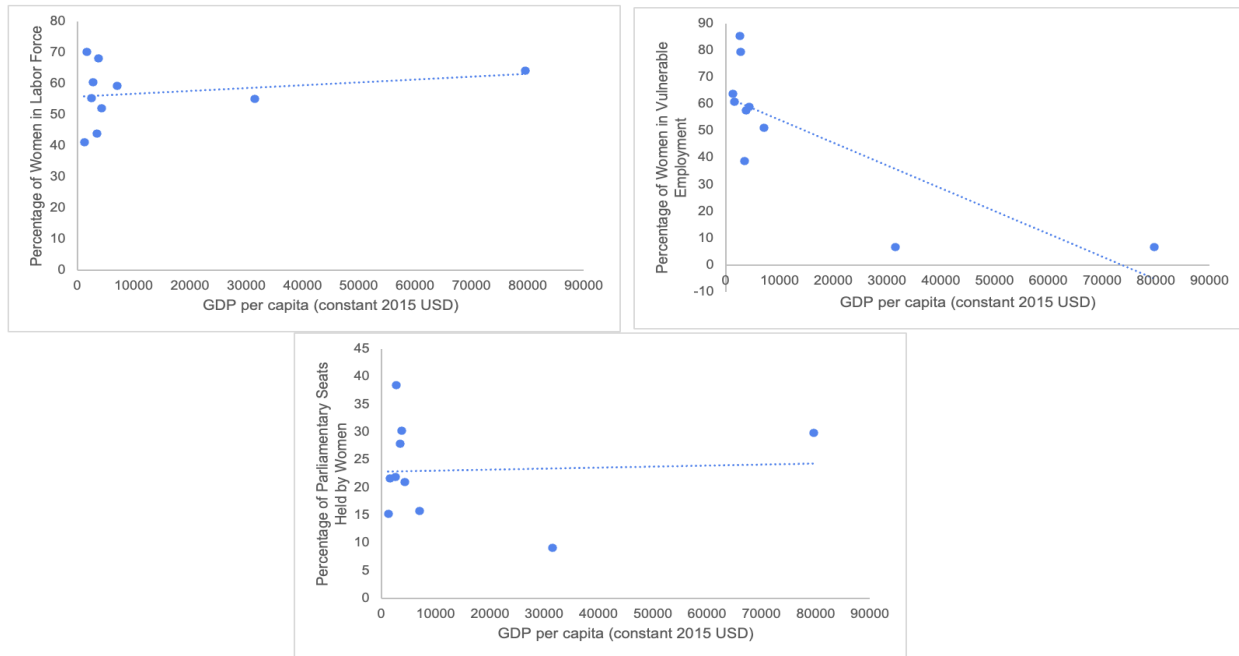 80
70
60
50
40
30
20
10
0
Percentage of Women in Labor Force
0 10000 20000 30000 40000 50000 60000 70000 80000 90000
GDP per capita (constant 2015 USD)
90
80
70
60
50
40
30
20
10
0
-10
Percentage of Women in Vulnerable
Employment
0 10000 20000 30000 40000 50000 60000 70000 80000 90000
GDP per capita (constant 2015 USD)
45
40
35
30
25
20
15
10
5
0
Percentage of Parliamentary Seats
Held by Women
0 10000 20000 30000 40000 50000 60000 70000 80000 90000
GDP per capita (constant 2015 USD)